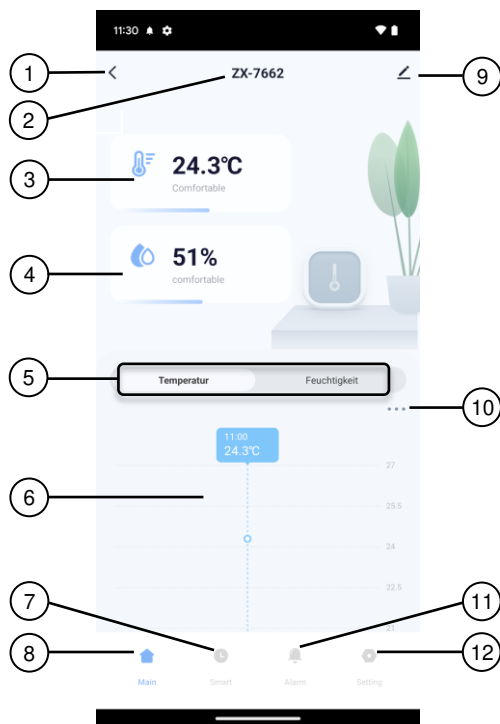 11:30
1
ZX-7662
9
2
3
24.3℃
Comfortable
4
51%
comfortable
5
Temperatur
Feuchtigkeit
10
11:00
24.3℃
27
6
25.5
24
7
22.5
11
21
8
12
Main
Smart
Alarm
Setting